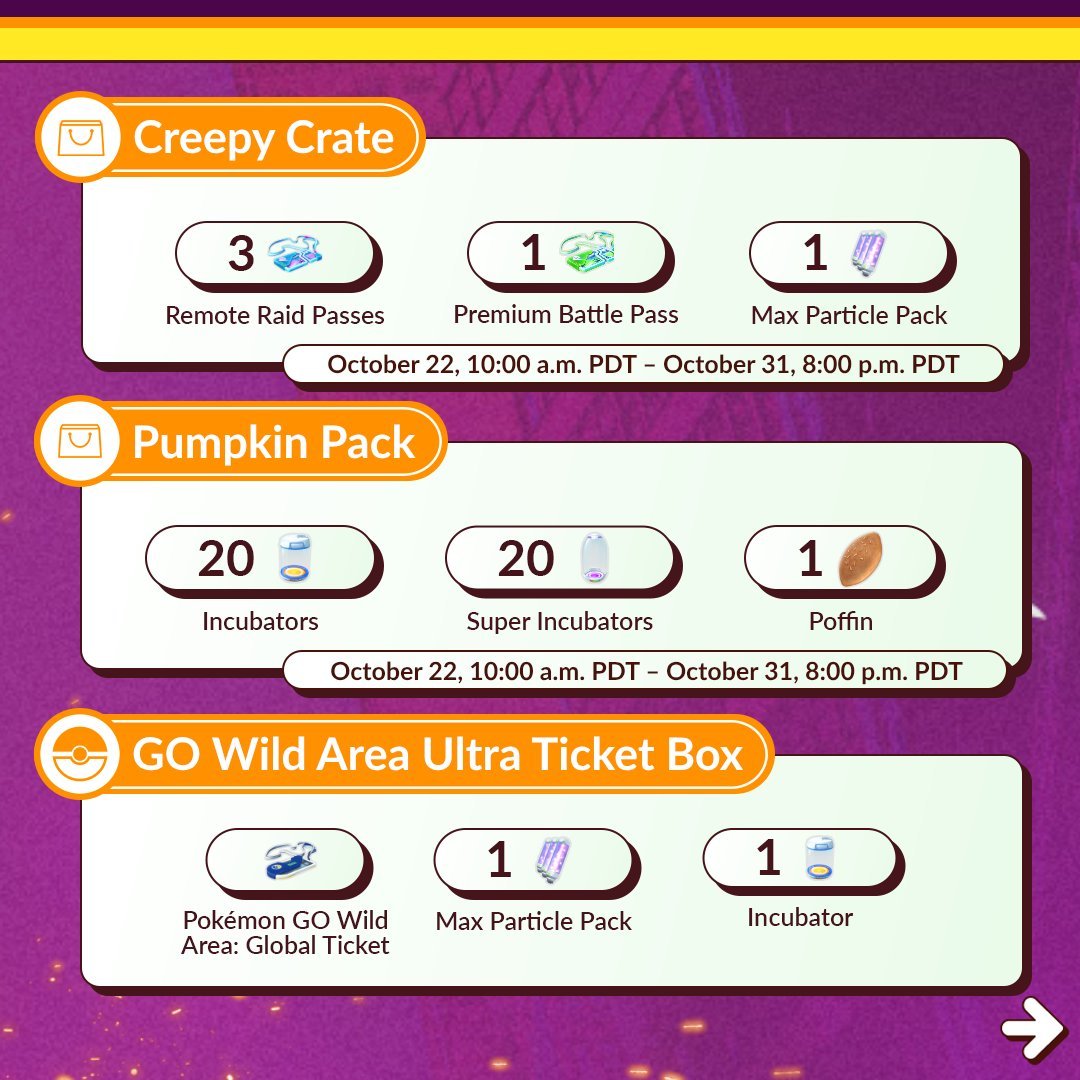 Creepy Crate
3
1
1
Remote Raid Passes
Premium Battle Pass
Max Particle Pack
October 22, 10:00 a.m. PDT – October 31, 8:00 p.m. PDT
Pumpkin Pack
20
20
1
Incubators
Super Incubators
Poffin
October 22, 10:00 a.m. PDT – October 31, 8:00 p.m. PDT
GO Wild Area Ultra Ticket Box
1
1
Pokémon GO Wild
Area: Global Ticket
Max Particle Pack
Incubator